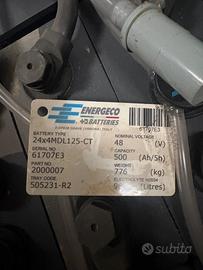 61707E3
ENERGECO
BATTERIES
BATTERY TYPE
24x4MDL125-CT
NOMINAL VOLTAGE
48 (V)
SERIAL NO
61707E3
CAPACITY
500 (Ah/5h)
PART NO
2000007
WEIGHT
776 (kg)
TRAY CODE
505231-R2
(Litres)
subito